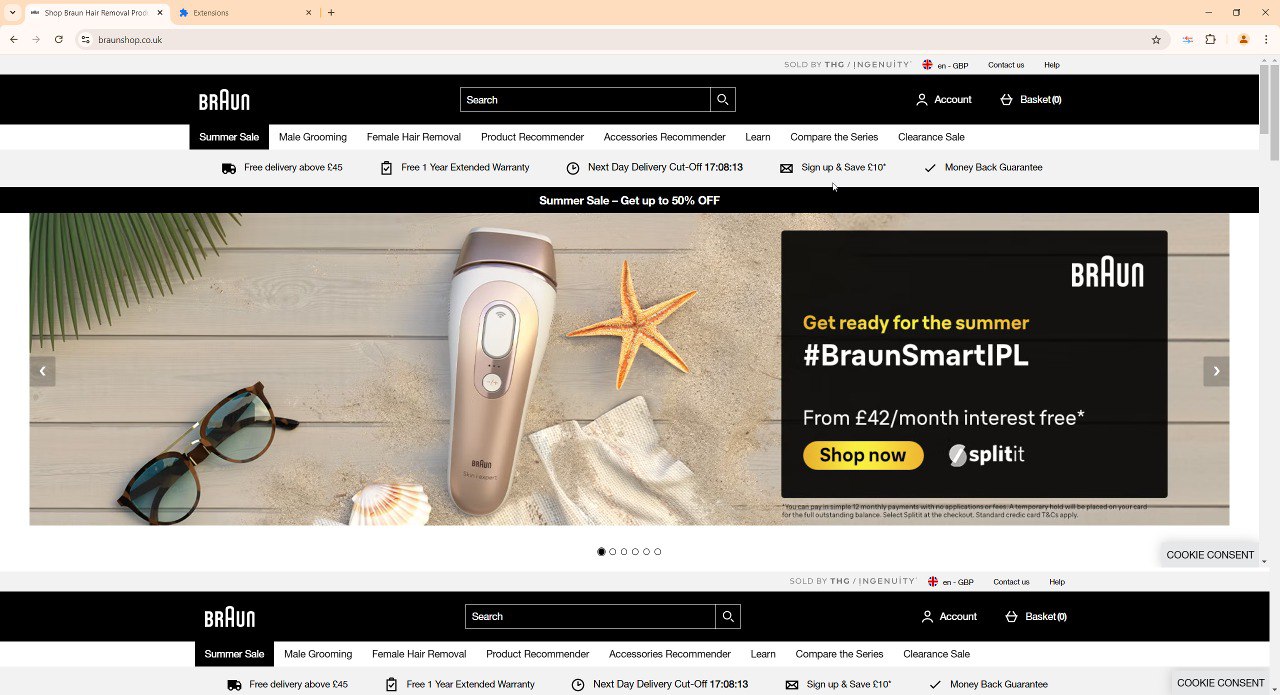 Shop Braun Hair Removal Prod
Extensions
braunshop.co.uk
SOLD BY THG / INGENUITY
en - GBP
Contact us
Help
BRAUN
Search
Account
Basket(0)
Summer Sale
Male Grooming
Female Hair Removal
Product Recommender
Accessories Recommender
Learn
Compare the Series
Clearance Sale
Free delivery above £45
Free 1 Year Extended Warranty
Next Day Delivery Cut-Off 17:08:13
Sign up & Save £10*
Money Back Guarantee
Summer Sale – Get up to 50% OFF
BRAUN
Get ready for the summer
#BraunSmartIPL
From £42/month interest free*
Shop now
splitit
BRAUN
Skin i·expert
*You can pay in simple 12 monthly payments with no applications or fees. A temporary hold will be placed on your card
for the full outstanding balance. Select Splitit at the checkout. Standard credic card T&Cs apply.
COOKIE CONSENT
SOLD BY THG / INGENUITY
en - GBP
Contact us
Help
BRAUN
Search
Account
Basket(0)
Summer Sale
Male Grooming
Female Hair Removal
Product Recommender
Accessories Recommender
Learn
Compare the Series
Clearance Sale
Free delivery above £45
Free 1 Year Extended Warranty
Next Day Delivery Cut-Off 17:08:13
Sign up & Save £10*
Money Back Guarantee
COOKIE CONSENT